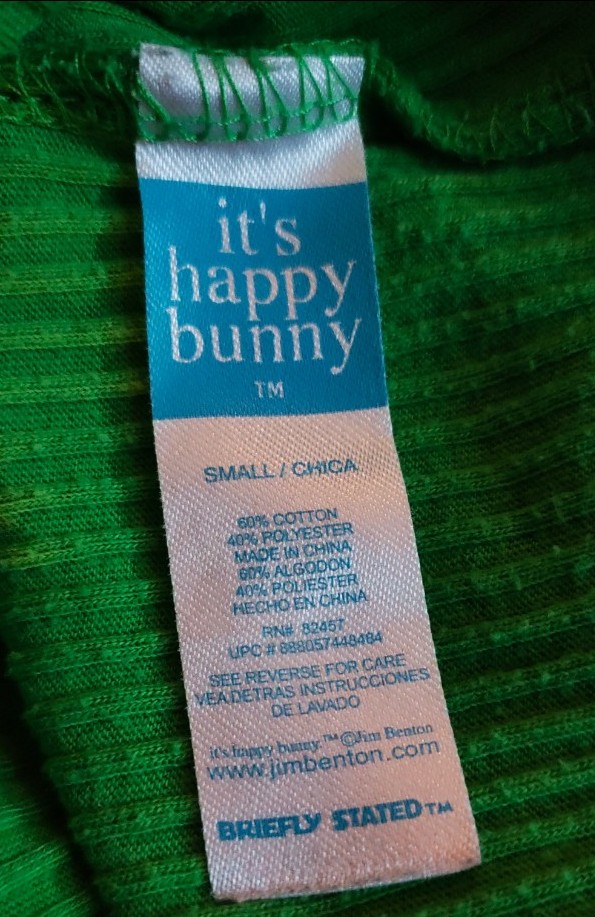 it's
happy
bunny
TM
SMALL / CHICA
60% COTTON
40% POLYESTER
MADE IN CHINA
60% ALGODON
40% POLIESTER
HECHO EN CHINA
RN# 82457
UPC # 888057448484
SEE REVERSE FOR CARE
VEA DETRAS INSTRUCCIONES
DE LAVADO
it's happy bunny.™ ©Jim Benton
www.jimbenton.com
BRIEFLY STATED™